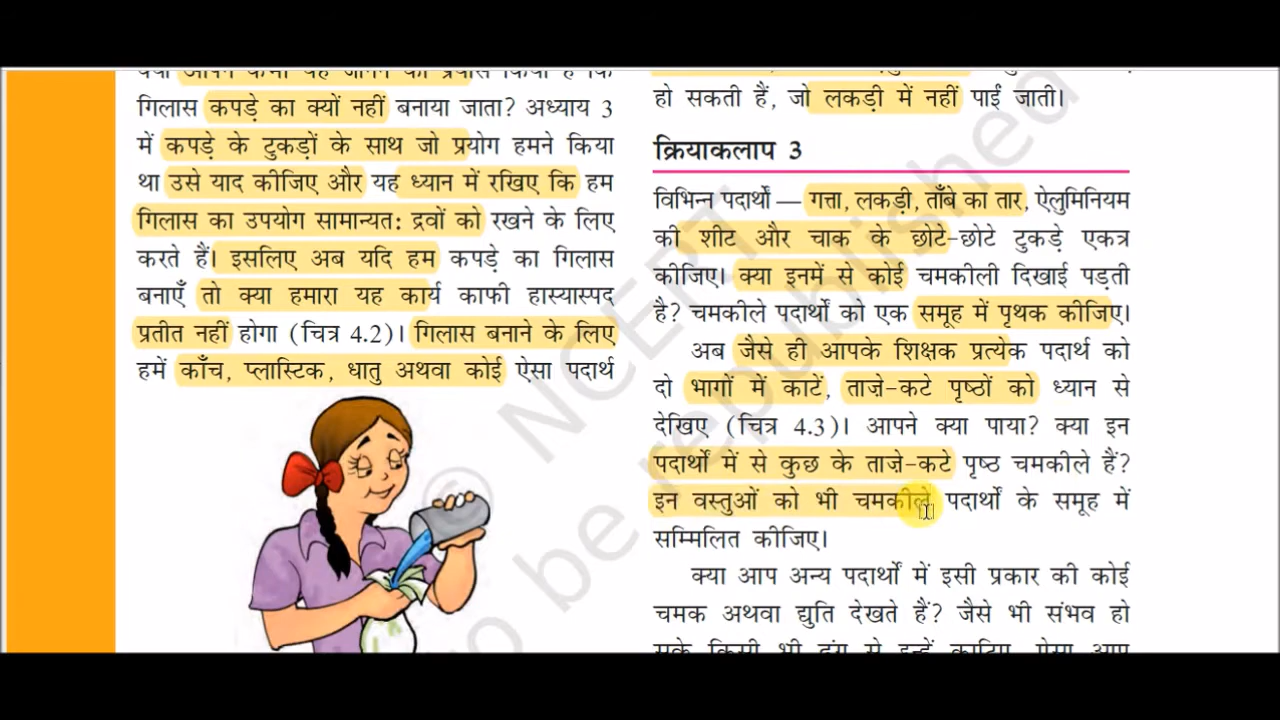 गिलास कपड़े का क्यों नहीं बनाया जाता? अध्याय 3
में कपड़े के टुकड़ों के साथ जो प्रयोग हमने किया
था उसे याद कीजिए और यह ध्यान में रखिए कि हम
गिलास का उपयोग सामान्यत: द्रवों को रखने के लिए
करते हैं। इसलिए अब यदि हम कपड़े का गिलास
बनाएँ तो क्या हमारा यह कार्य काफी हास्यास्पद
प्रतीत नहीं होगा (चित्र 4.2)। गिलास बनाने के लिए
हमें काँच, प्लास्टिक, धातु अथवा कोई ऐसा पदार्थ
हो सकती हैं, जो लकड़ी में नहीं पाई जाती।
क्रियाकलाप 3
विभिन्न पदार्थों— गत्ता, लकड़ी, ताँबे का तार, ऐलुमिनियम
की शीट और चाक के छोटे-छोटे टुकड़े एकत्र
कीजिए। क्या इनमें से कोई चमकीली दिखाई पड़ती
है? चमकीले पदार्थों को एक समूह में पृथक कीजिए।
अब जैसे ही आपके शिक्षक प्रत्येक पदार्थ को
दो भागों में काटें, ताज़े-कटे पृष्ठों को ध्यान से
देखिए (चित्र 4.3)। आपने क्या पाया? क्या इन
पदार्थों में से कुछ के ताज़े-कटे पृष्ठ चमकीले हैं?
इन वस्तुओं को भी चमकीले पदार्थों के समूह में
सम्मिलित कीजिए।
क्या आप अन्य पदार्थों में इसी प्रकार की कोई
चमक अथवा द्युति देखते हैं? जैसे भी संभव हो
© NCERT
be republished